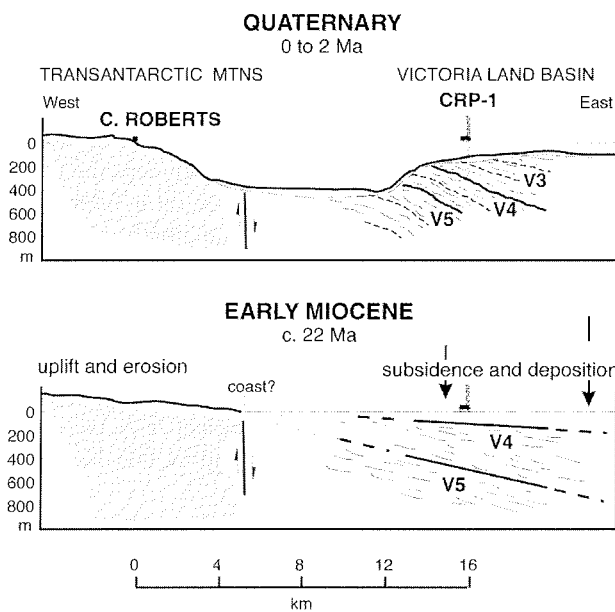 QUATERNARY
0 to 2 Ma
TRANSANTARCTIC MTNS VICTORIA LAND BASIN
West C. ROBERTS CRP-1 East
0
200
400
600
800
m
V3
V4
V5
EARLY MIOCENE
c. 22 Ma
uplift and erosion coast? subsidence and deposition
0
200
400
600
800
m
V4
V5
0 4 8 12 16
km